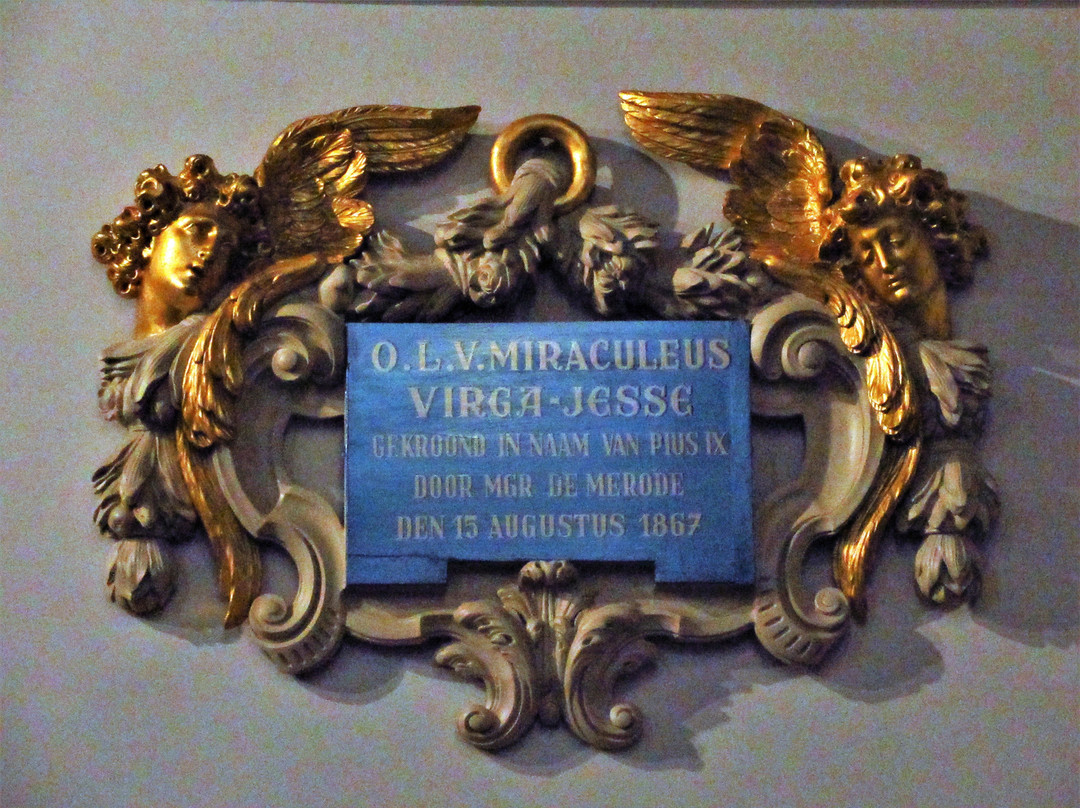 O.L.V. MIRACULEUS
VIRGA-JESSE
GEKROOND IN NAAM VAN PIUS IX
DOOR MGR DE MERODE
DEN 15 AUGUSTUS 1867